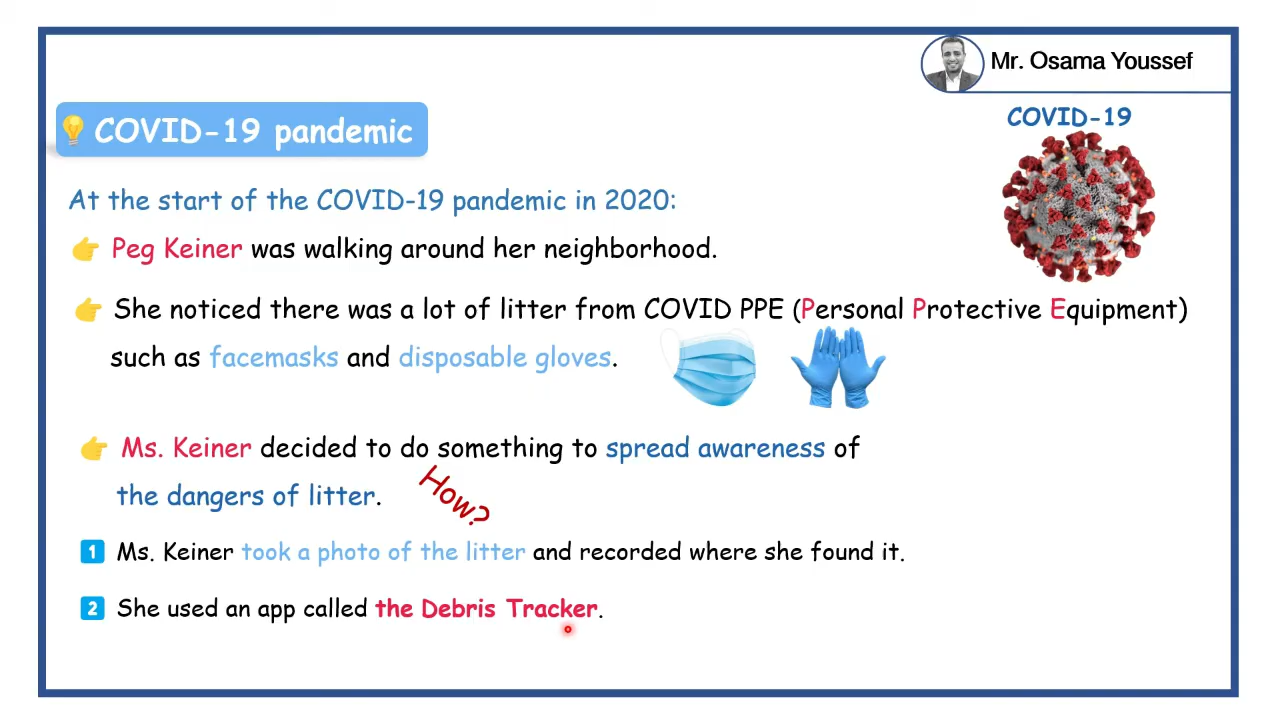 Mr. Osama Youssef
COVID-19 pandemic
COVID-19
At the start of the COVID-19 pandemic in 2020:
Peg Keiner was walking around her neighborhood.
She noticed there was a lot of litter from COVID PPE (Personal Protective Equipment)
such as facemasks and disposable gloves.
Ms. Keiner decided to do something to spread awareness of
the dangers of litter.
How?
1 Ms. Keiner took a photo of the litter and recorded where she found it.
2 She used an app called the Debris Tracker.